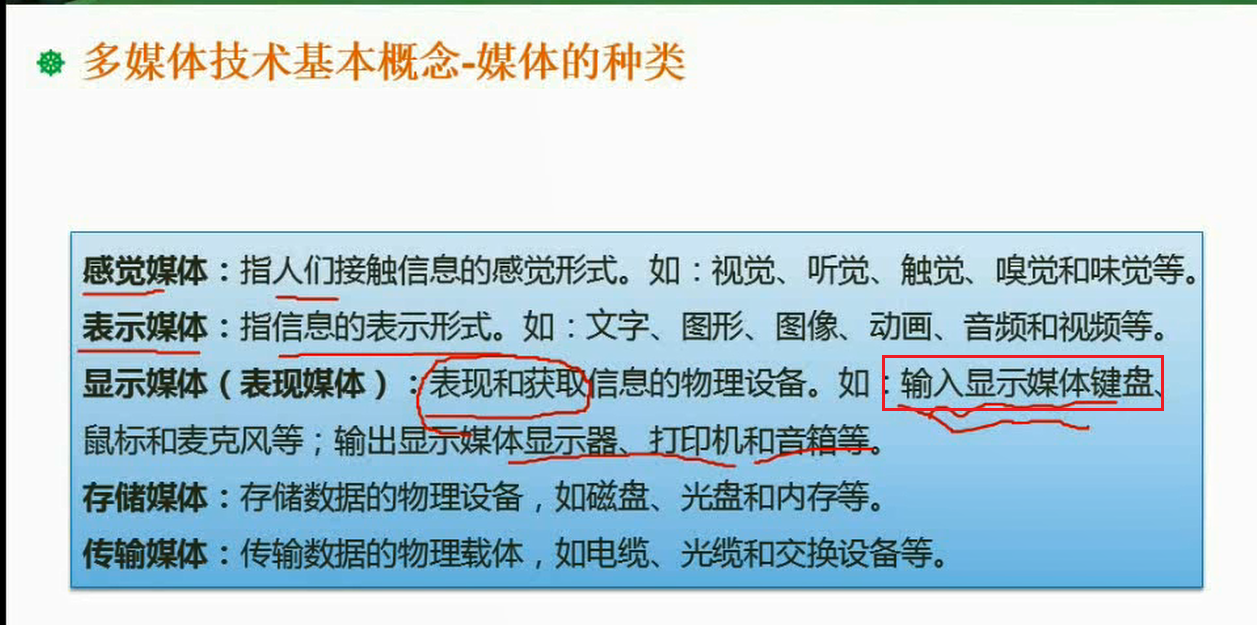 多媒体技术基本概念-媒体的种类
感觉媒体：指人们接触信息的感觉形式。如：视觉、听觉、触觉、嗅觉和味觉等。
表示媒体：指信息的表示形式。如：文字、图形、图像、动画、音频和视频等。
显示媒体（表现媒体）：表现和获取信息的物理设备。如：输入显示媒体键盘、
鼠标和麦克风等；输出显示媒体显示器、打印机和音箱等。
存储媒体：存储数据的物理设备，如磁盘、光盘和内存等。
传输媒体：传输数据的物理载体，如电缆、光缆和交换设备等。